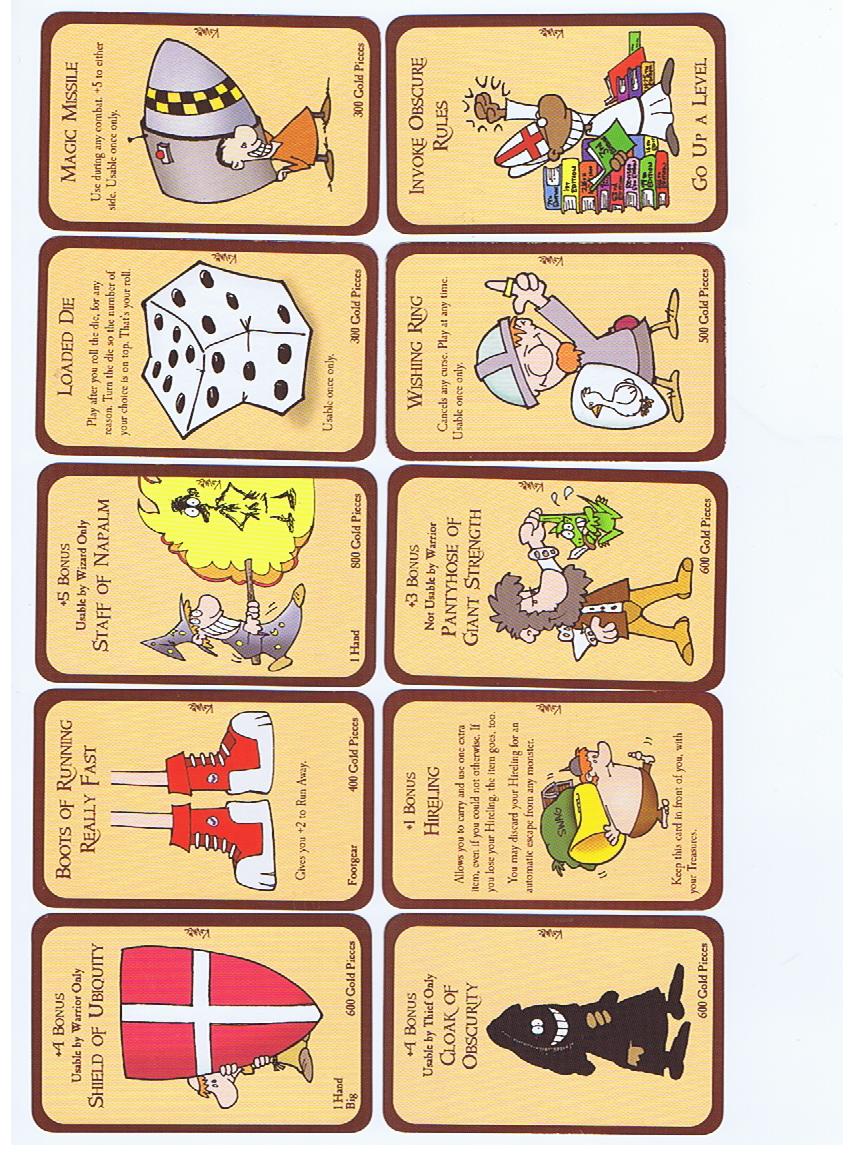 +4 BONUS
Usable by Warrior Only
SHIELD OF UBIQUITY
1 Hand
Big
600 Gold Pieces
BOOTS OF RUNNING
REALLY FAST
Gives you +2 to Run Away.
Footgear
400 Gold Pieces
+5 BONUS
Usable by Wizard Only
STAFF OF NAPALM
1 Hand
800 Gold Pieces
LOADED DIE
Play after you roll the die, for any
reason. Turn the die so the number of
your choice is on top. That's your roll.
Usable once only.
300 Gold Pieces
MAGIC MISSILE
Use during any combat. +5 to either
side. Usable once only.
300 Gold Pieces
+4 BONUS
Usable by Thief Only
CLOAK OF
OBSCURITY
600 Gold Pieces
+1 BONUS
HIRELING
Allows you to carry and use one extra
item, even if you could not otherwise. If
you lose your Hireling, the item goes, too.
You may discard your Hireling for an
automatic escape from any monster.
SWAG
Keep this card in front of you, with
your Treasures.
+3 BONUS
Not Usable by Warrior
PANTYHOSE OF
GIANT STRENGTH
600 Gold Pieces
WISHING RING
Cancels any curse. Play at any time.
Usable once only.
500 Gold Pieces
INVOKE OBSCURE
RULES
GO UP A LEVEL